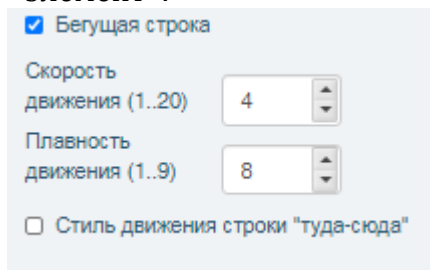 Бегущая строка
Скорость
движения (1..20) 4
Плавность
движения (1..9) 8
Стиль движения строки "туда-сюда"